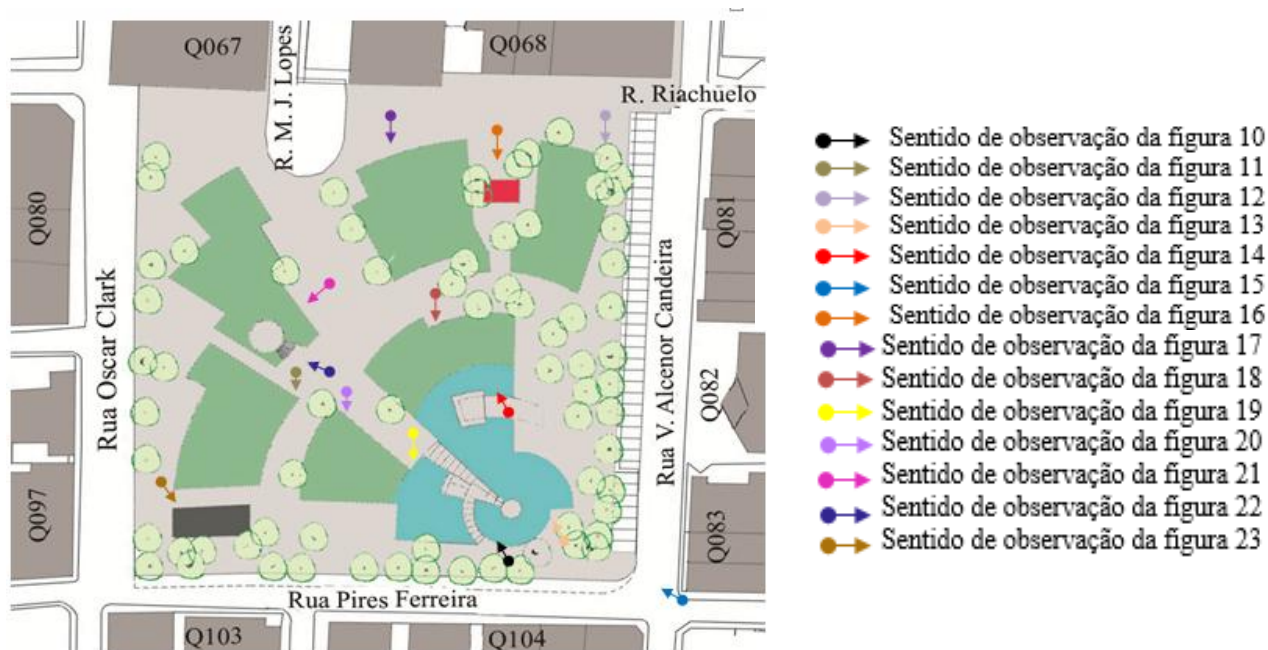 Q067
Q068
R. M. J. Lopes
R. Riachuelo
Q080
Q081
Rua Oscar Clark
Rua V. Alcenor Candeira
Q082
Q097
Q083
Rua Pires Ferreira
Q103
Q104
Sentido de observação da figura 10
Sentido de observação da figura 11
Sentido de observação da figura 12
Sentido de observação da figura 13
Sentido de observação da figura 14
Sentido de observação da figura 15
Sentido de observação da figura 16
Sentido de observação da figura 17
Sentido de observação da figura 18
Sentido de observação da figura 19
Sentido de observação da figura 20
Sentido de observação da figura 21
Sentido de observação da figura 22
Sentido de observação da figura 23